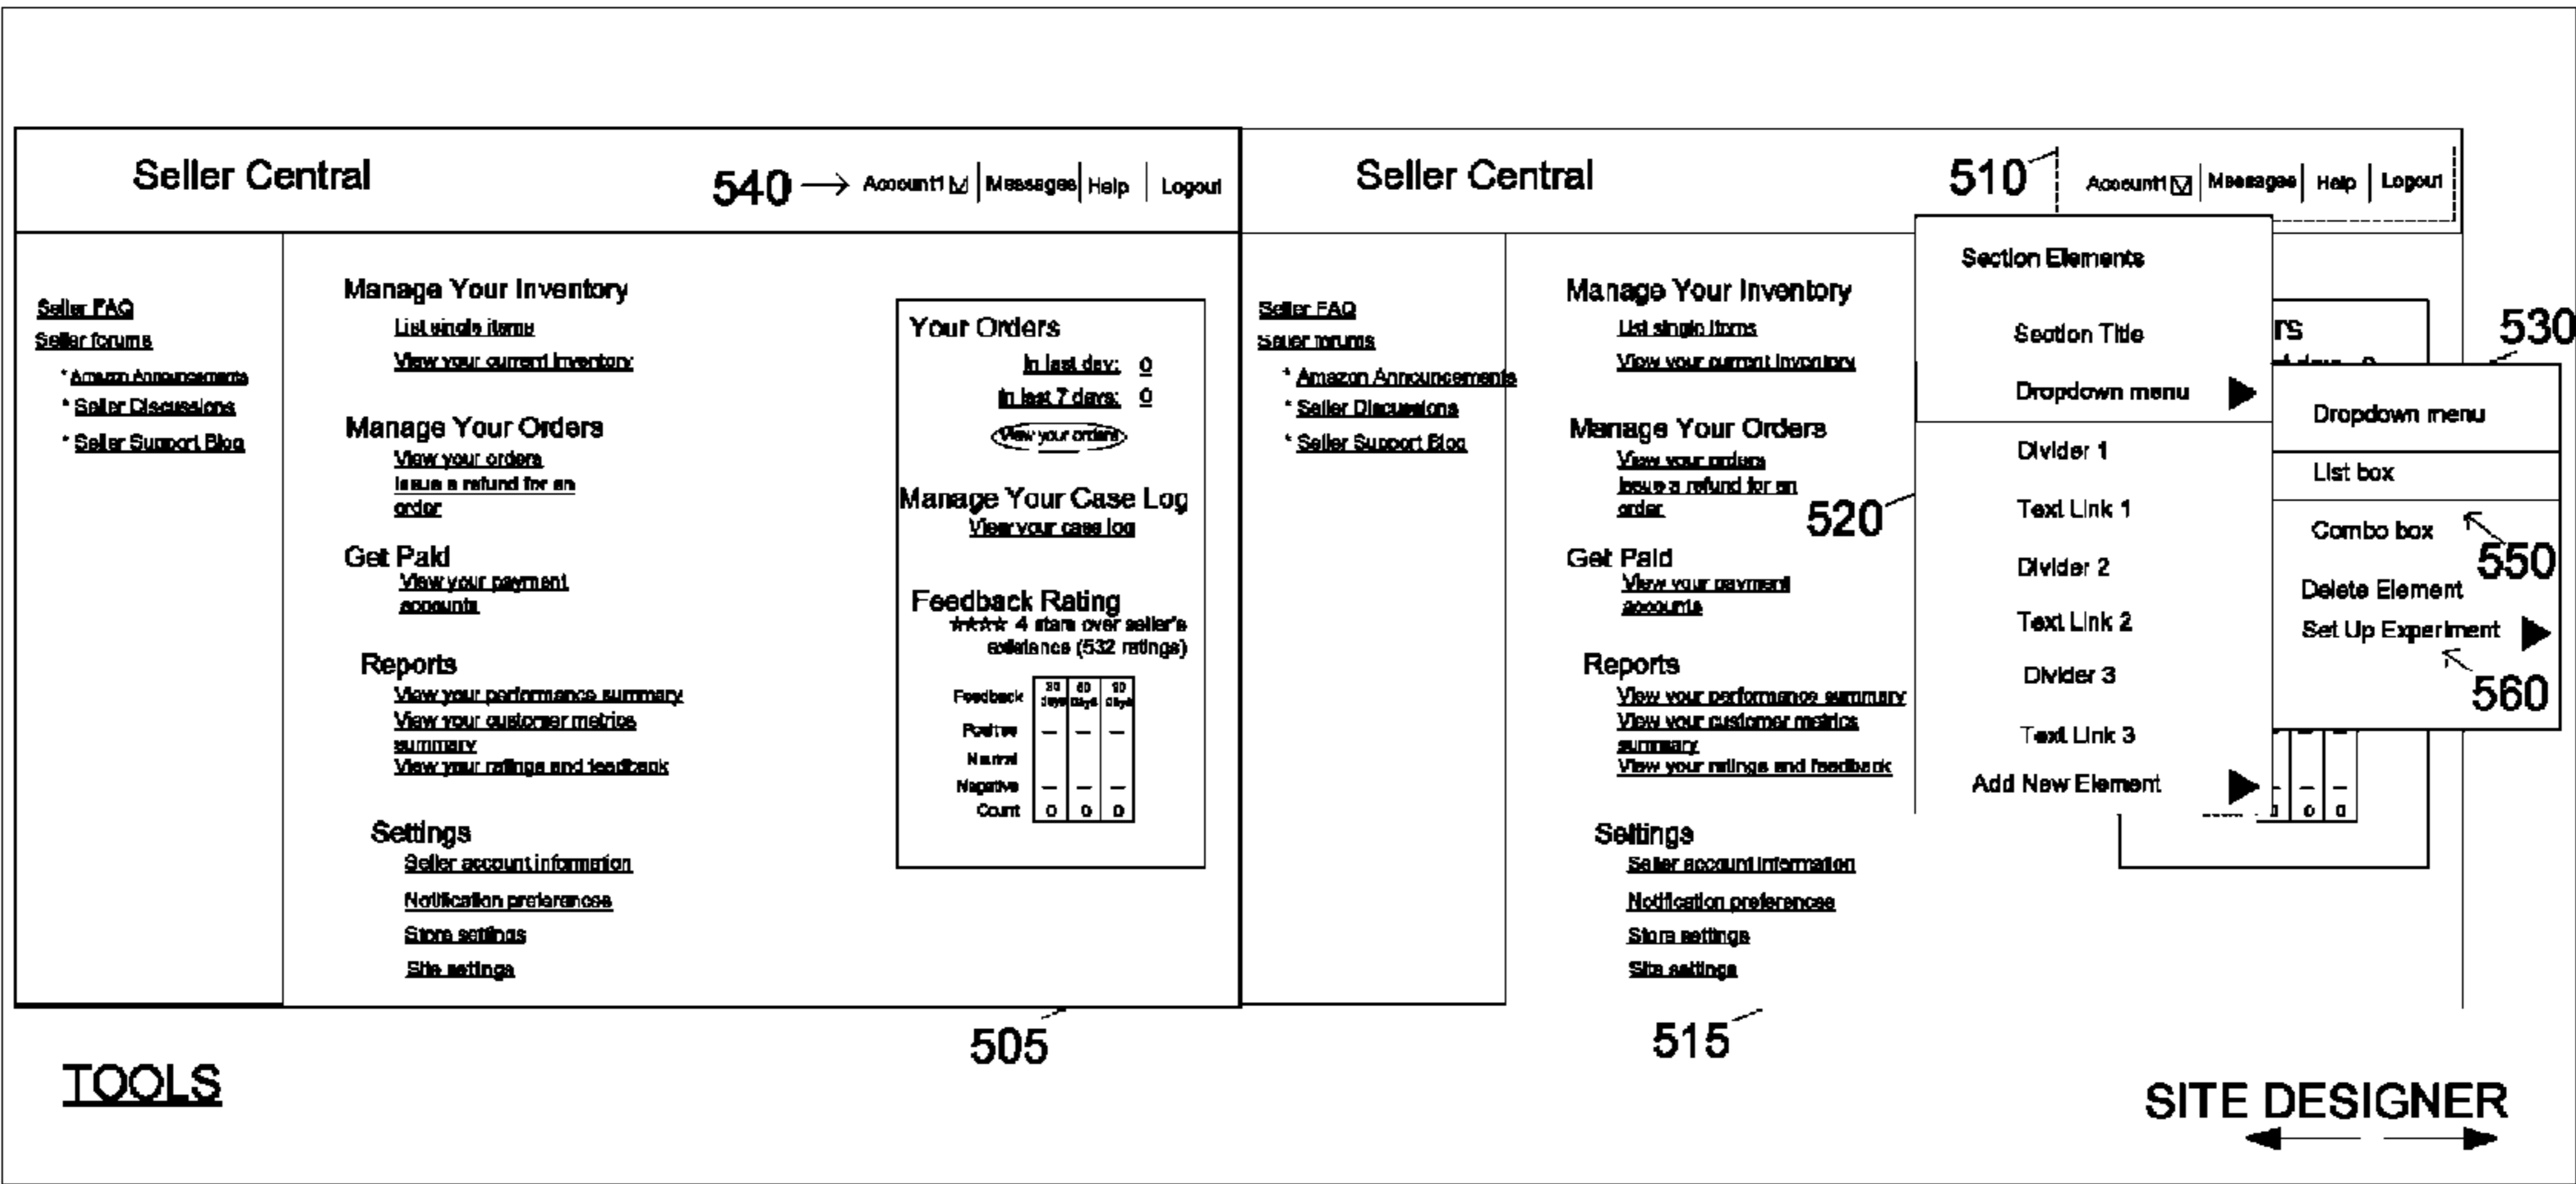 Seller Central
540
Account1 Messages Help Logout
Seller FAQ
Seller forums
* Amazon Announcements
* Seller Discussions
* Seller Support Blog
Manage Your Inventory
List single items
View your current inventory
Manage Your Orders
View your orders
Issue a refund for an
order
Get Paid
View your payment
accounts
Reports
View your performance summary
View your customer metrics
summary
View your ratings and feedback
Settings
Seller account information
Notification preferences
Store settings
Site settings
Your Orders
In last day: 0
In last 7 days: 0
View your orders
Manage Your Case Log
View your case log
Feedback Rating
☆☆☆☆ 4 stars over seller's
existence (532 ratings)
Feedback 30 days 60 days 90 days
Positive – – –
Neutral
Negative – – –
Count 0 0 0
505
Seller Central
510
Account1 Messages Help Logout
Seller FAQ
Seller forums
* Amazon Announcements
* Seller Discussions
* Seller Support Blog
Manage Your Inventory
List single items
View your current inventory
Manage Your Orders
View your orders
Issue a refund for an
order
Get Paid
View your payment
accounts
Reports
View your performance summary
View your customer metrics
summary
View your ratings and feedback
Settings
Seller account information
Notification preferences
Store settings
Site settings
515
520
Section Elements
Section Title
Dropdown menu
Divider 1
Text Link 1
Divider 2
Text Link 2
Divider 3
Text Link 3
Add New Element
rs
530
Dropdown menu
List box
Combo box
550
Delete Element
Set Up Experiment
560
– –
0 0
TOOLS
SITE DESIGNER